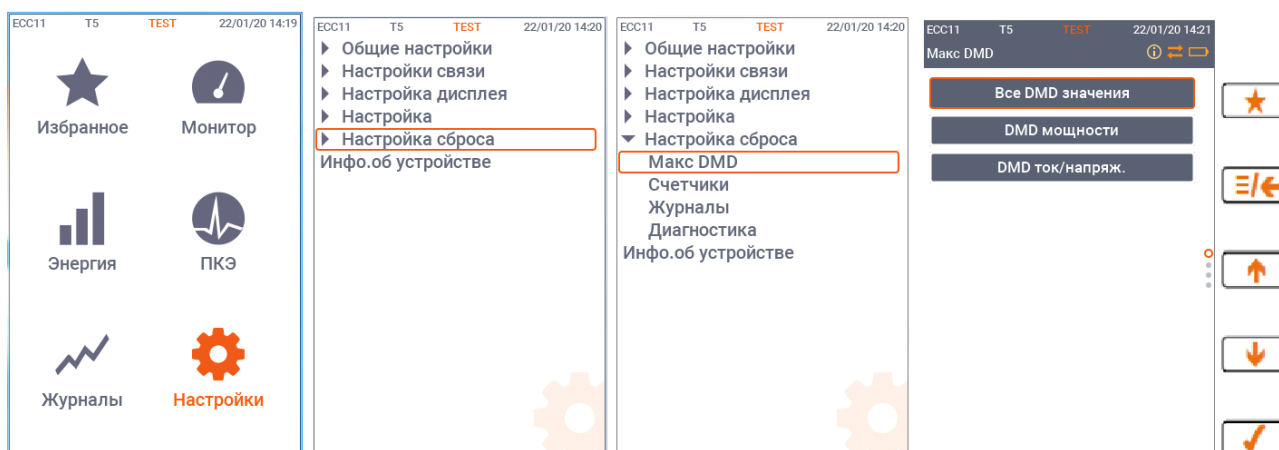 ECC11 T5 TEST 22/01/20 14:19
Избранное Монитор
Энергия ПКЭ
Журналы Настройки
ECC11 T5 TEST 22/01/20 14:20
Общие настройки
Настройки связи
Настройка дисплея
Настройка
Настройка сброса
Инфо.об устройстве
ECC11 T5 TEST 22/01/20 14:20
Общие настройки
Настройки связи
Настройка дисплея
Настройка
Настройка сброса
Макс DMD
Счетчики
Журналы
Диагностика
Инфо.об устройстве
ECC11 T5 TEST 22/01/20 14:21
Макс DMD
Все DMD значения
DMD мощности
DMD ток/напряж.